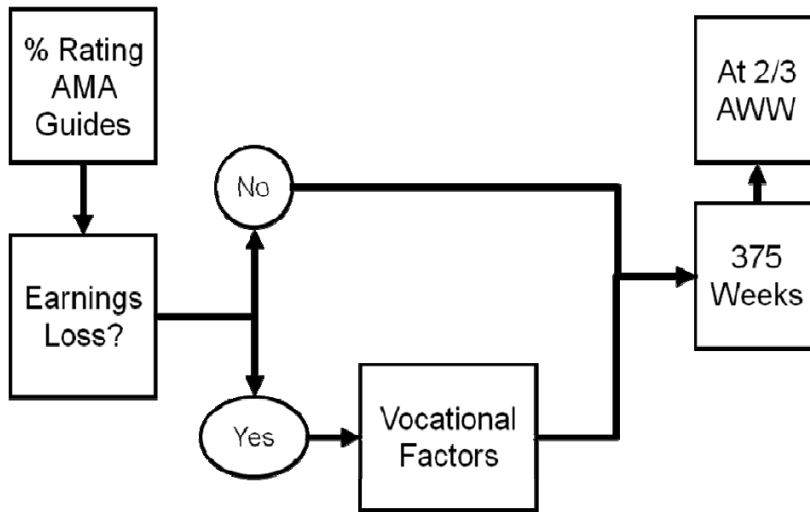 % Rating
AMA
Guides
Earnings
Loss?
No
Yes
Vocational
Factors
375
Weeks
At 2/3
AWW